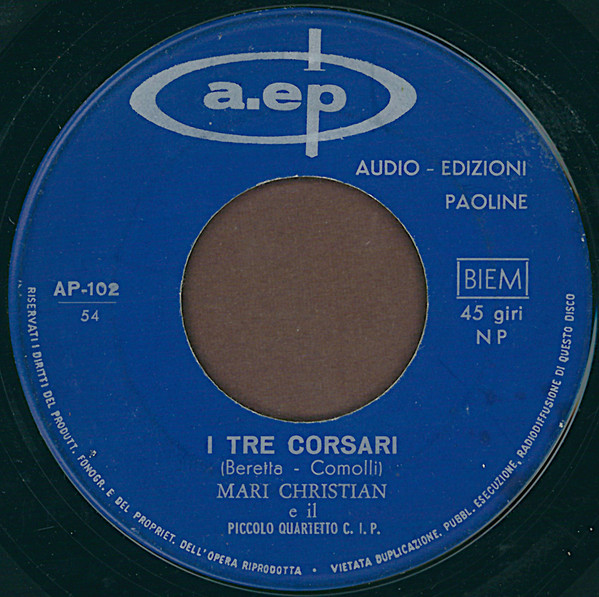 a.ep
AUDIO - EDIZIONI
PAOLINE
AP-102
54
BIEM
45 giri
NP
I TRE CORSARI
(Beretta - Comolli)
MARI CHRISTIAN
e il
PICCOLO QUARTETTO C. I. P.
RISERVATI I DIRITTI DEL PRODUTT. FONOGR. E DEL PROPRIET. DELL'OPERA RIPRODOTTA • VIETATA DUPLICAZIONE, PUBBL. ESECUZIONE, RADIODIFFUSIONE DI QUESTO DISCO